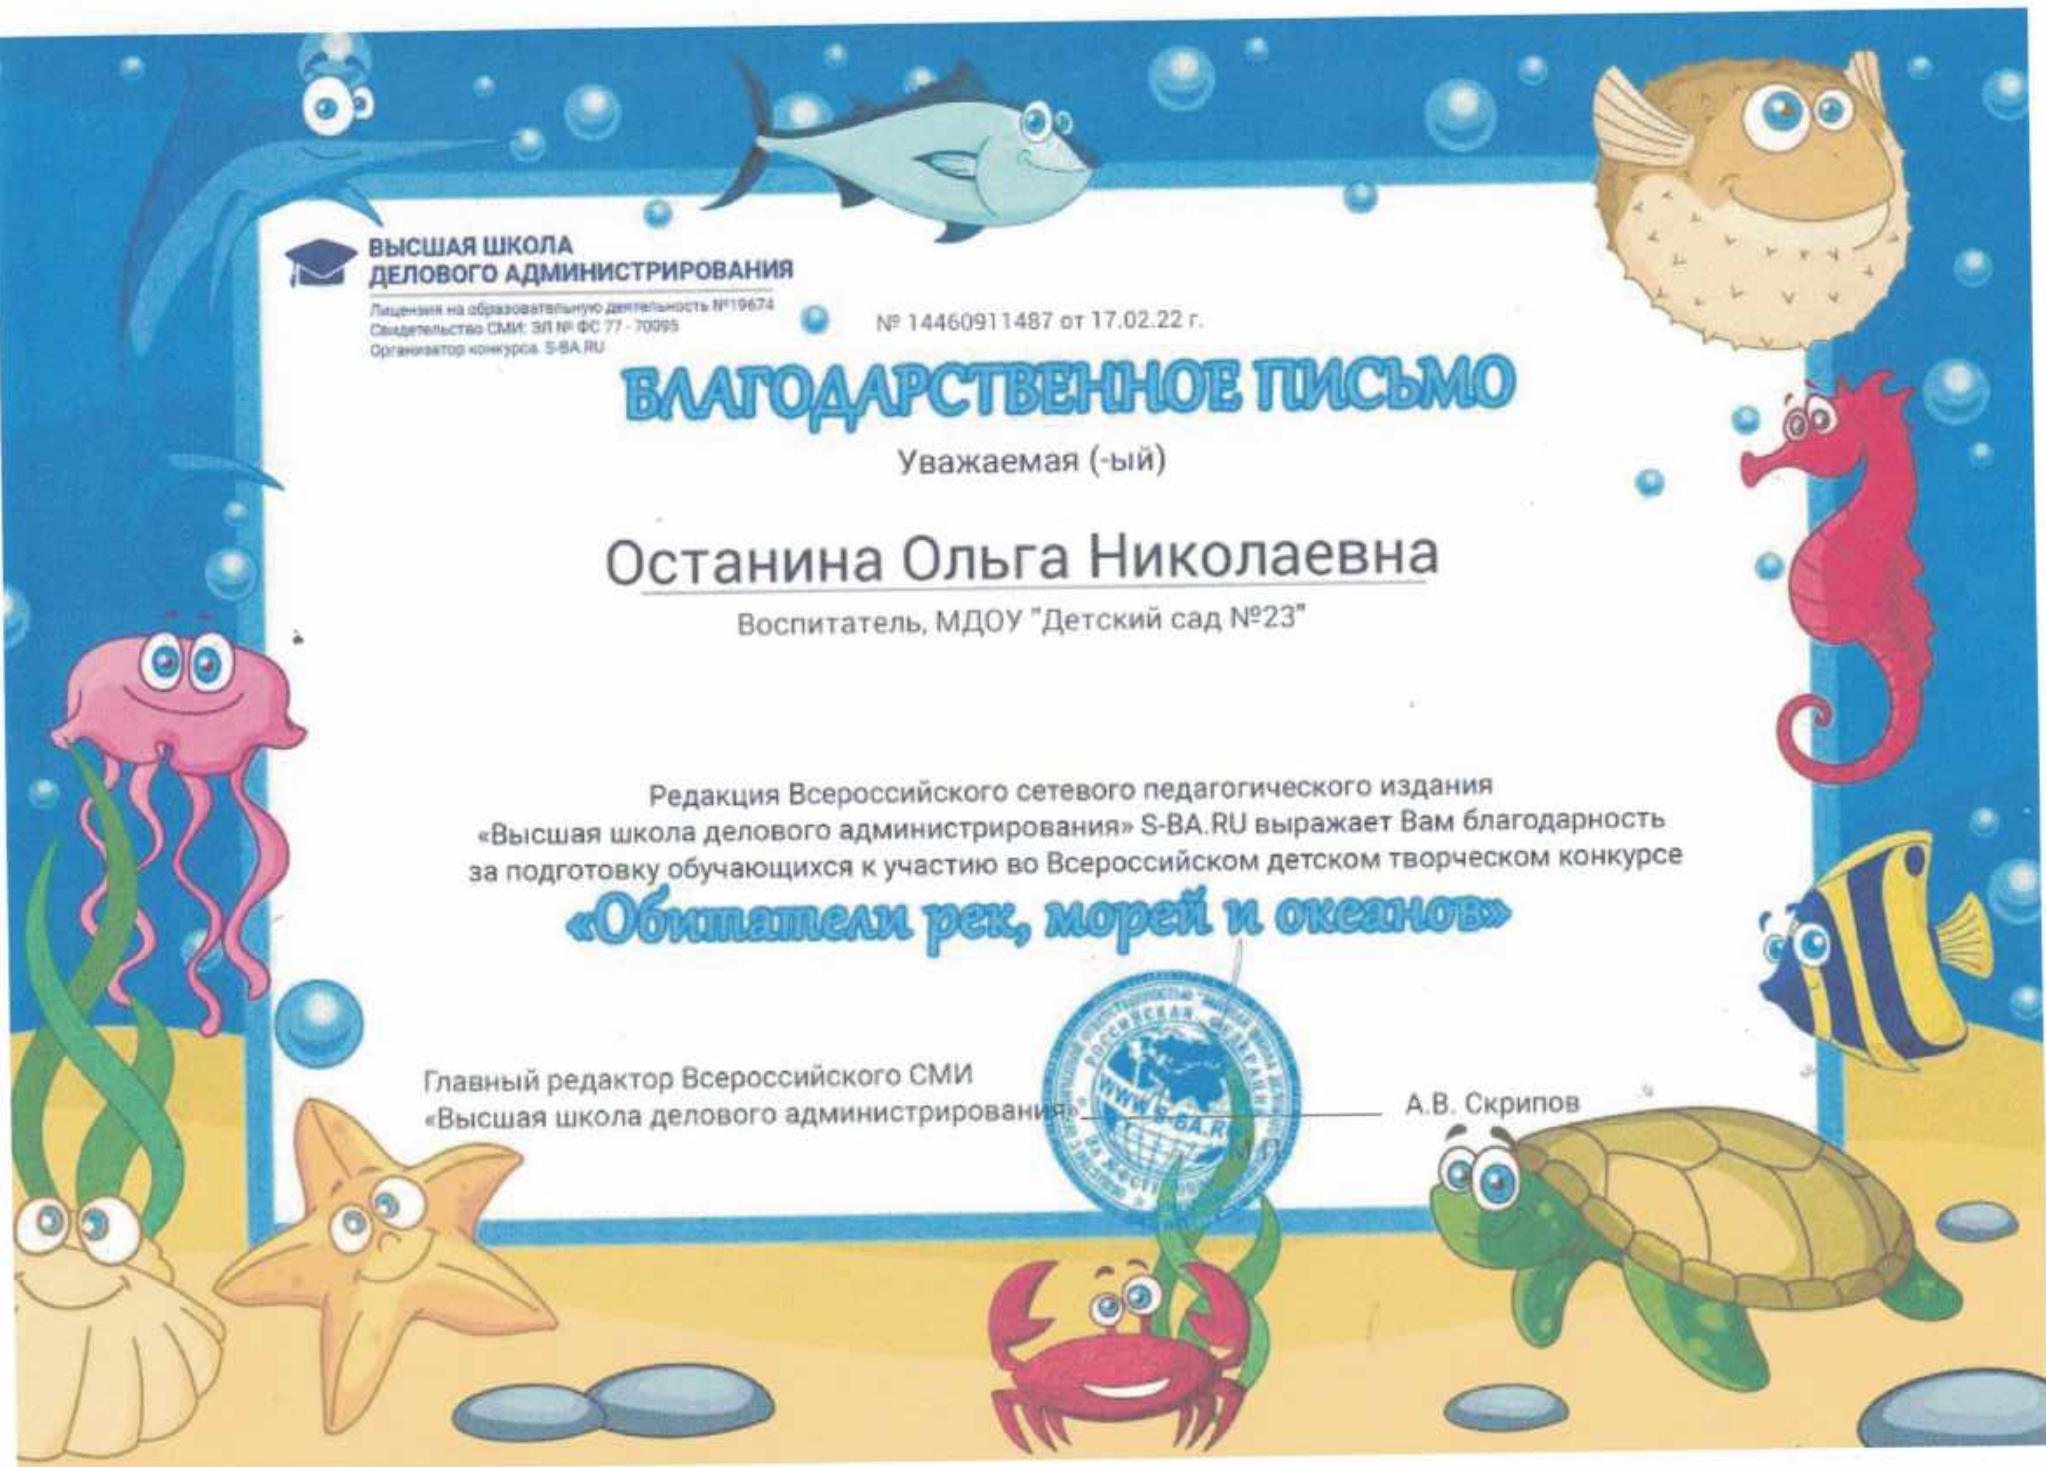 ВЫСШАЯ ШКОЛА
ДЕЛОВОГО АДМИНИСТРИРОВАНИЯ
Лицензия на образовательную деятельность №19674
Свидетельство СМИ: ЭЛ № ФС 77 - 70095
Организатор конкурса: S-BA.RU
№ 14460911487 от 17.02.22 г.
БЛАГОДАРСТВЕННОЕ ПИСЬМО
Уважаемая (-ый)
Останина Ольга Николаевна
Воспитатель, МДОУ "Детский сад №23"
Редакция Всероссийского сетевого педагогического издания
«Высшая школа делового администрирования» S-BA.RU выражает Вам благодарность
за подготовку обучающихся к участию во Всероссийском детском творческом конкурсе
«Обитатели рек, морей и океанов»
Главный редактор Всероссийского СМИ
«Высшая школа делового администрирования»
А.В. Скрипов
РОССИЙСКАЯ ФЕДЕРАЦИЯ
WWW.S-BA.RU
М.П.